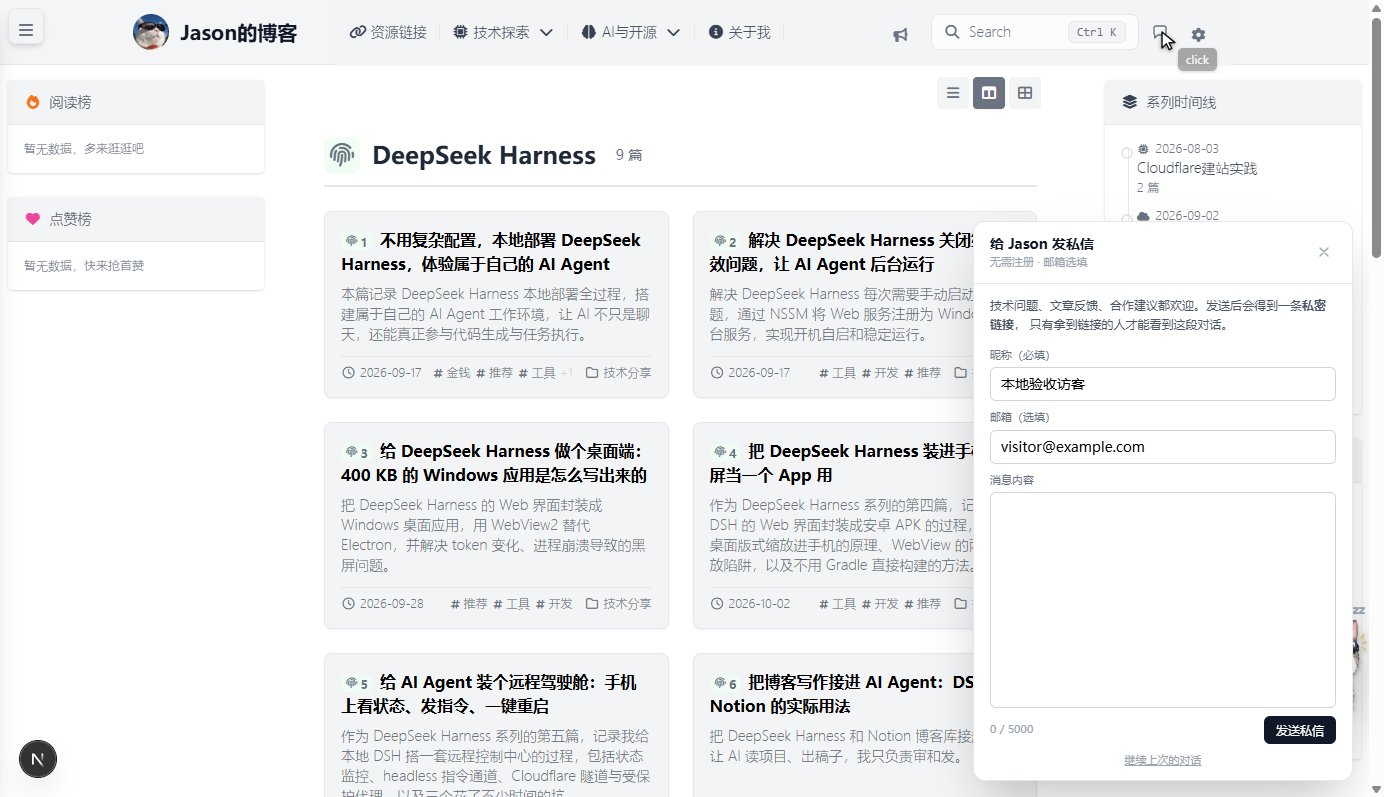 Jason的博客
资源链接
技术探索
AI与开源
关于我
Search
Ctrl K
click
阅读榜
暂无数据，多来逛逛吧
点赞榜
暂无数据，快来抢首赞
DeepSeek Harness
9 篇
1 不用复杂配置，本地部署 DeepSeek
Harness，体验属于自己的 AI Agent
本篇记录 DeepSeek Harness 本地部署全过程，搭
建属于自己的 AI Agent 工作环境，让 AI 不只是聊
天，还能真正参与代码生成与任务执行。
2026-09-17 # 金钱 # 推荐 # 工具 +1 技术分享
2 解决 DeepSeek Harness 关闭
效问题，让 AI Agent 后台运行
解决 DeepSeek Harness 每次需要手动启动
题，通过 NSSM 将 Web 服务注册为 Windo
台服务，实现开机自启和稳定运行。
2026-09-17 # 工具 # 开发 # 推荐
3 给 DeepSeek Harness 做个桌面端：
400 KB 的 Windows 应用是怎么写出来的
把 DeepSeek Harness 的 Web 界面封装成
Windows 桌面应用，用 WebView2 替代
Electron，并解决 token 变化、进程崩溃导致的黑
屏问题。
2026-09-28 # 推荐 # 工具 # 开发 技术分享
4 把 DeepSeek Harness 装进手
屏当一个 App 用
作为 DeepSeek Harness 系列的第四篇，记
DSH 的 Web 界面封装成安卓 APK 的过程，
桌面版式缩放进手机的原理、WebView 的
放陷阱，以及不用 Gradle 直接构建的方法。
2026-10-02 # 工具 # 开发 # 推荐
5 给 AI Agent 装个远程驾驶舱：手机
上看状态、发指令、一键重启
作为 DeepSeek Harness 系列的第五篇，记录我给
本地 DSH 搭一套远程控制中心的过程，包括状态
监控、headless 指令通道、Cloudflare 隧道与受保
护代理，以及三个花了不少时间的坑。
6 把博客写作接进 AI Agent：DS
Notion 的实际用法
把 DeepSeek Harness 和 Notion 博客库接
让 AI 读项目、出稿子，我只负责审和发。
系列时间线
2026-08-03
Cloudflare建站实践
2 篇
2026-09-02
给 Jason 发私信
无需注册 · 邮箱选填
技术问题、文章反馈、合作建议都欢迎。发送后会得到一条私密
链接， 只有拿到链接的人才能看到这段对话。
昵称（必填）
本地验收访客
邮箱（选填）
visitor@example.com
消息内容
0 / 5000
发送私信
继续上次的对话
zz
N